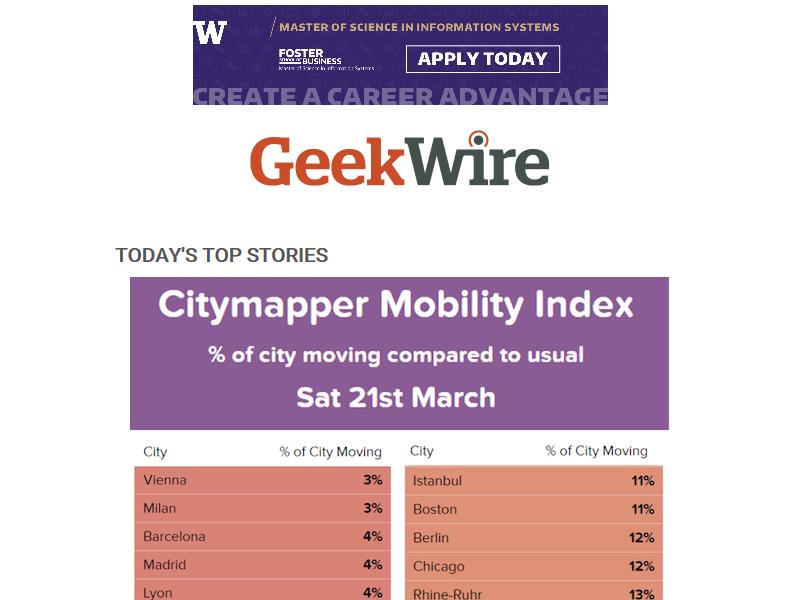 W
MASTER OF SCIENCE IN INFORMATION SYSTEMS
FOSTER
SCHOOL OF
BUSINESS
Master of Science in Information Systems
APPLY TODAY
CREATE A CAREER ADVANTAGE
GeekWire
TODAY'S TOP STORIES
Citymapper Mobility Index
% of city moving compared to usual
Sat 21st March
City % of City Moving City % of City Moving
Vienna 3% Istanbul 11%
Milan 3% Boston 11%
Barcelona 4% Berlin 12%
Madrid 4% Chicago 12%
Lyon 4% Rhine-Ruhr 13%